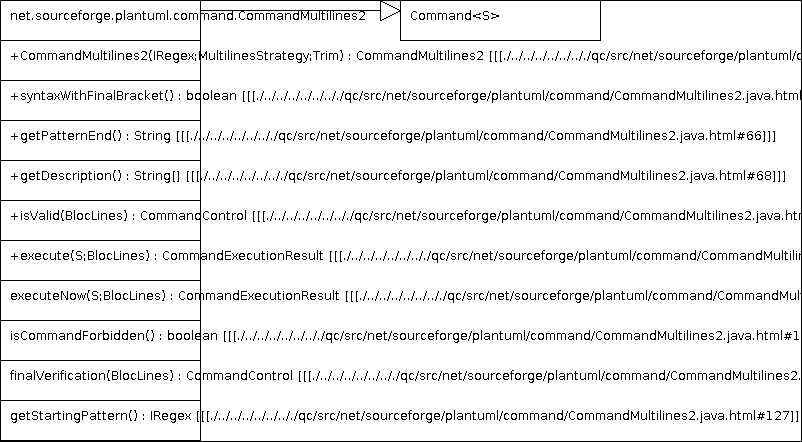 net.sourceforge.plantuml.command.CommandMultilines2
Command<S>
+CommandMultilines2(IRegex;MultilinesStrategy;Trim) : CommandMultilines2 [[[./../../../../../../../qc/src/net/sourceforge/plantuml/c
+syntaxWithFinalBracket() : boolean [[[./../../../../../../../qc/src/net/sourceforge/plantuml/command/CommandMultilines2.java.html
+getPatternEnd() : String [[[./../../../../../../../qc/src/net/sourceforge/plantuml/command/CommandMultilines2.java.html#66]]]
+getDescription() : String[] [[[./../../../../../../../qc/src/net/sourceforge/plantuml/command/CommandMultilines2.java.html#68]]]
+isValid(BlocLines) : CommandControl [[[./../../../../../../../qc/src/net/sourceforge/plantuml/command/CommandMultilines2.java.htm
+execute(S;BlocLines) : CommandExecutionResult [[[./../../../../../../../qc/src/net/sourceforge/plantuml/command/CommandMultilin
executeNow(S;BlocLines) : CommandExecutionResult [[[./../../../../../../../qc/src/net/sourceforge/plantuml/command/CommandMul
isCommandForbidden() : boolean [[[./../../../../../../../qc/src/net/sourceforge/plantuml/command/CommandMultilines2.java.html#1
finalVerification(BlocLines) : CommandControl [[[./../../../../../../../qc/src/net/sourceforge/plantuml/command/CommandMultilines2.
getStartingPattern() : IRegex [[[./../../../../../../../qc/src/net/sourceforge/plantuml/command/CommandMultilines2.java.html#127]]]